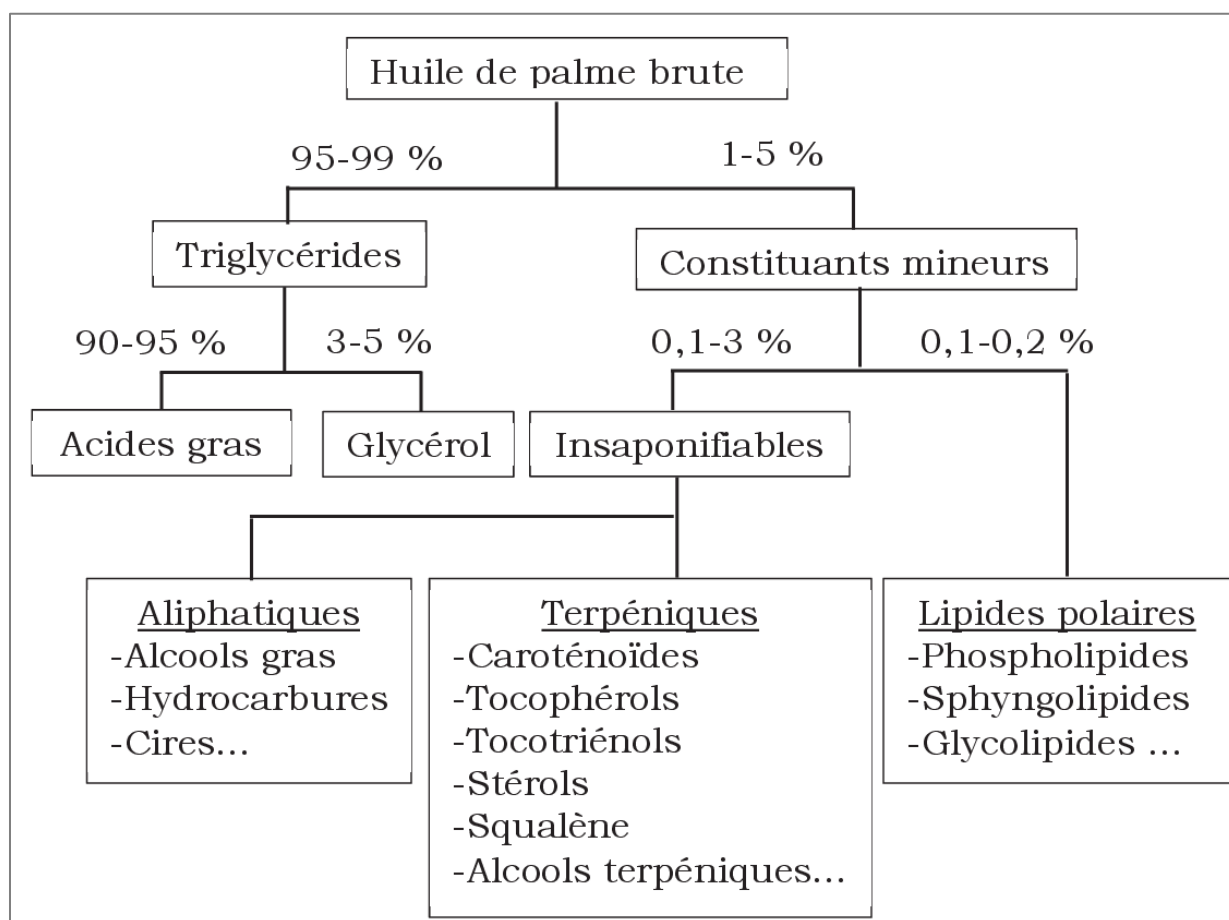 Huile de palme brute
95-99 %
1-5 %
Triglycérides
Constituants mineurs
90-95 %
3-5 %
0,1-3 %
0,1-0,2 %
Acides gras
Glycérol
Insaponifiables
Aliphatiques
-Alcools gras
-Hydrocarbures
-Cires...
Terpéniques
-Caroténoïdes
-Tocophérols
-Tocotriénols
-Stérols
-Squalène
-Alcools terpéniques...
Lipides polaires
-Phospholipides
-Sphyngolipides
-Glycolipides ...